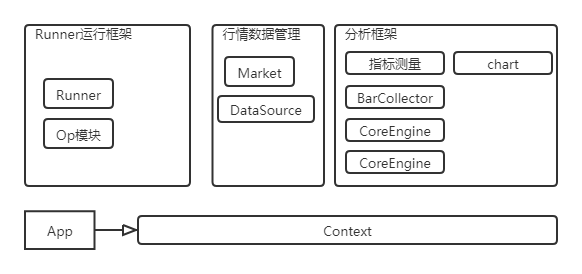 Runner运行框架
Runner
Op模块
行情数据管理
Market
DataSource
分析框架
指标测量
chart
BarCollector
CoreEngine
CoreEngine
App
Context